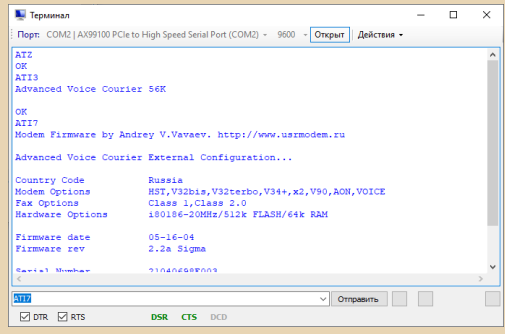 Терминал
Порт: COM2 | AX99100 PCIe to High Speed Serial Port (COM2) 9600 Открыт Действия
ATZ
OK
ATI3
Advanced Voice Courier 56K
OK
ATI7
Modem Firmware by Andrey V.Vavaev. http://www.usrmodem.ru
Advanced Voice Courier External Configuration...
Country Code Russia
Modem Options HST,V32bis,V32terbo,V34+,x2,V90,AON,VOICE
Fax Options Class 1,Class 2.0
Hardware Options i80186-20MHz/512k FLASH/64k RAM
Firmware date 05-16-04
Firmware rev 2.2a Sigma
Serial Number 21040698E003
ATI7 Отправить
DTR RTS DSR CTS DCD